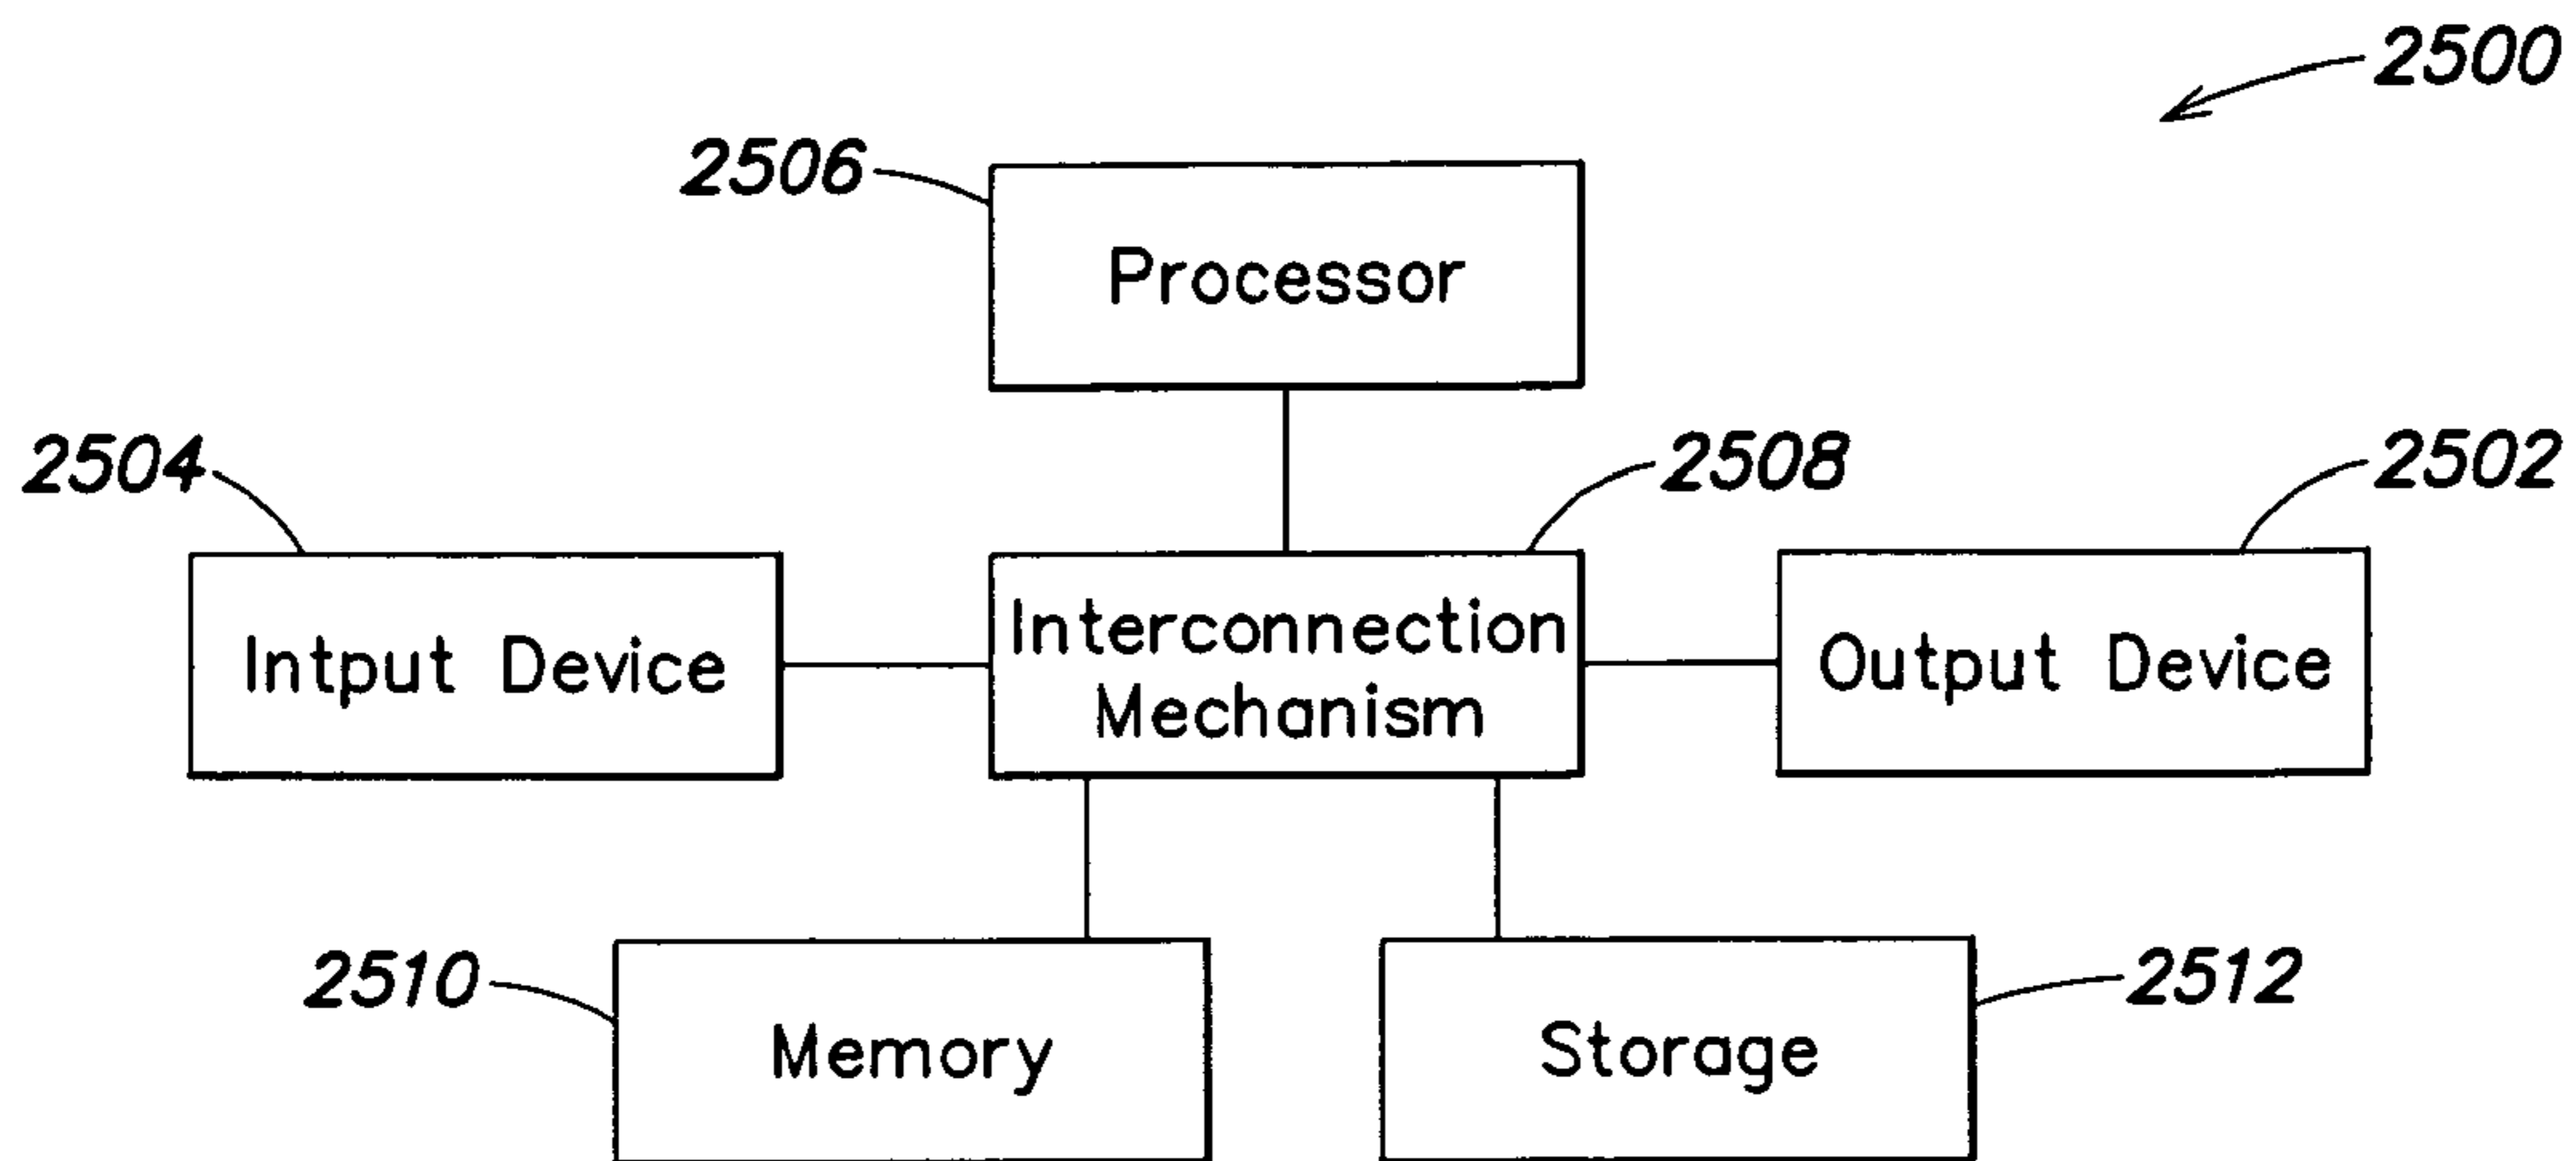 2500
2506
Processor
2504
2508
2502
Intput Device
Interconnection
Mechanism
Output Device
2510
2512
Memory
Storage